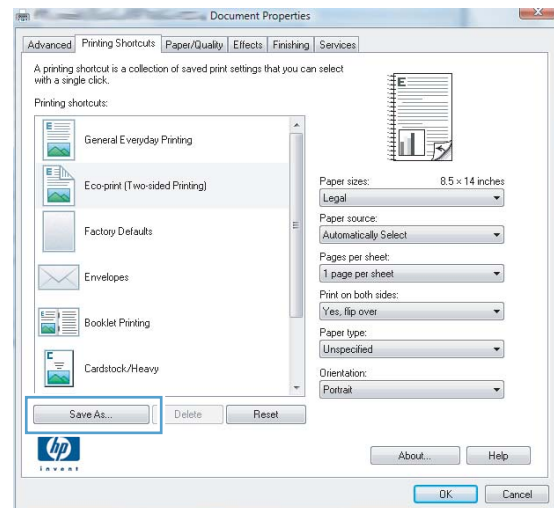 Document Properties
Advanced Printing Shortcuts Paper/Quality Effects Finishing Services
A printing shortcut is a collection of saved print settings that you can select
with a single click.
Printing shortcuts:
E
General Everyday Printing
E
Eco-print (Two-sided Printing)
Factory Defaults
Envelopes
Booklet Printing
E
Cardstock/Heavy
Save As... Delete Reset
E
Paper sizes: 8.5 × 14 inches
Legal
Paper source:
Automatically Select
Pages per sheet:
1 page per sheet
Print on both sides:
Yes, flip over
Paper type:
Unspecified
Orientation:
Portrait
hp
invent
About... Help
OK Cancel